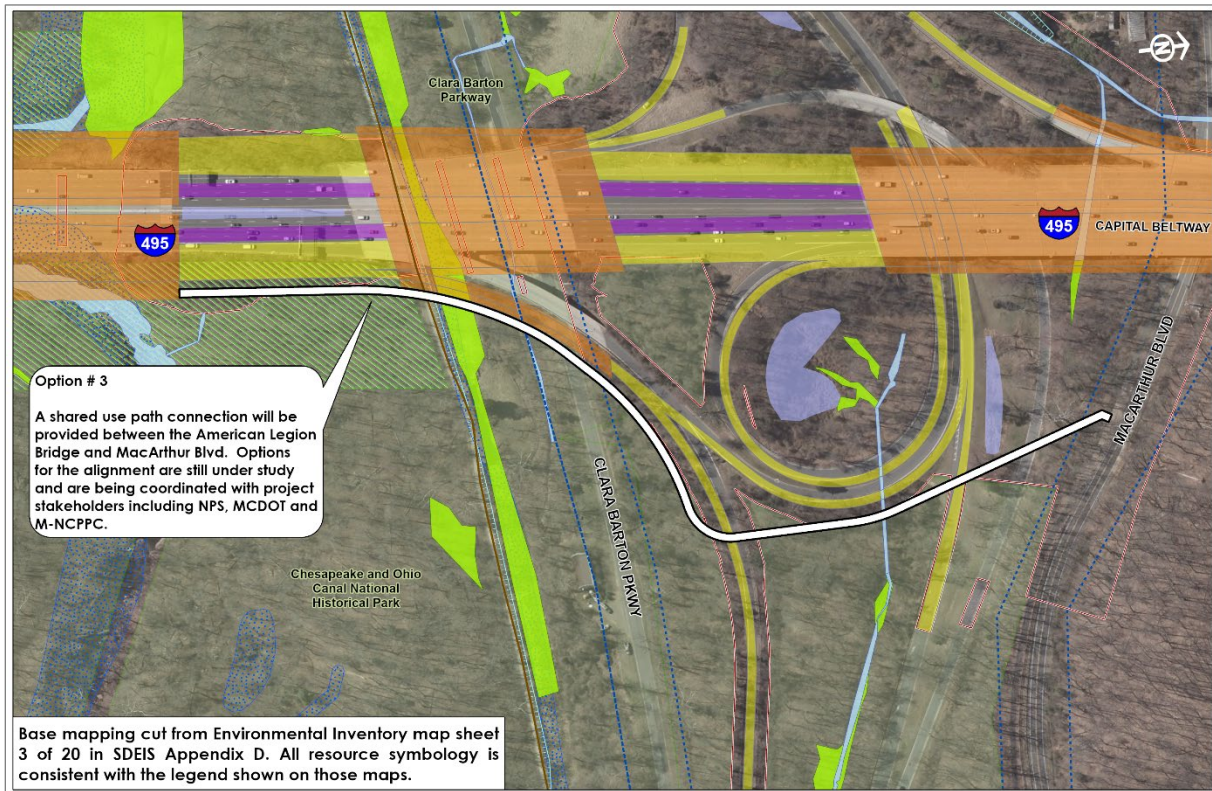 N
Clara Barton
Parkway
495
495
CAPITAL BELTWAY
MACARTHUR BLVD
Option # 3
A shared use path connection will be
provided between the American Legion
Bridge and MacArthur Blvd.  Options
for the alignment are still under study
and are being coordinated with project
stakeholders including NPS, MCDOT and
M-NCPPC.
CLARA BARTON PKWY
Chesapeake and Ohio
Canal National
Historical Park
Base mapping cut from Environmental Inventory map sheet
3 of 20 in SDEIS Appendix D. All resource symbology is
consistent with the legend shown on those maps.